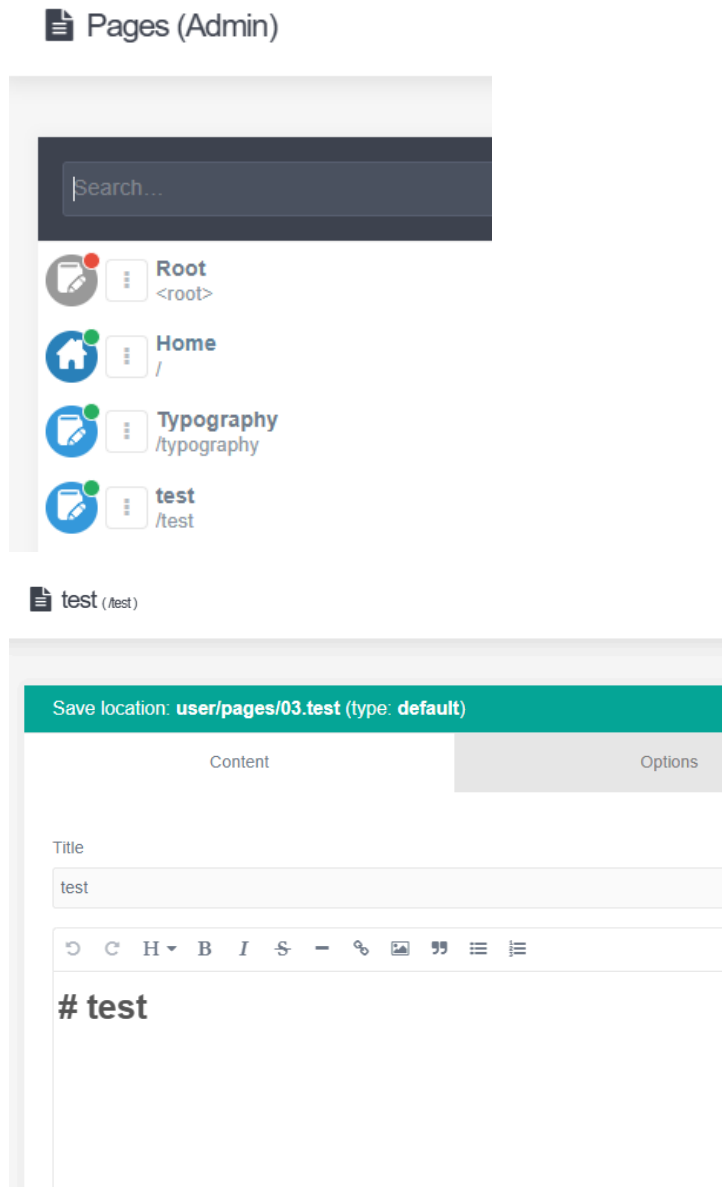 Pages (Admin)
Search...
Root
<root>
Home
/
Typography
/typography
test
/test
test (/test)
Save location: user/pages/03.test (type: default)
Content Options
Title
test
H B I S
# test